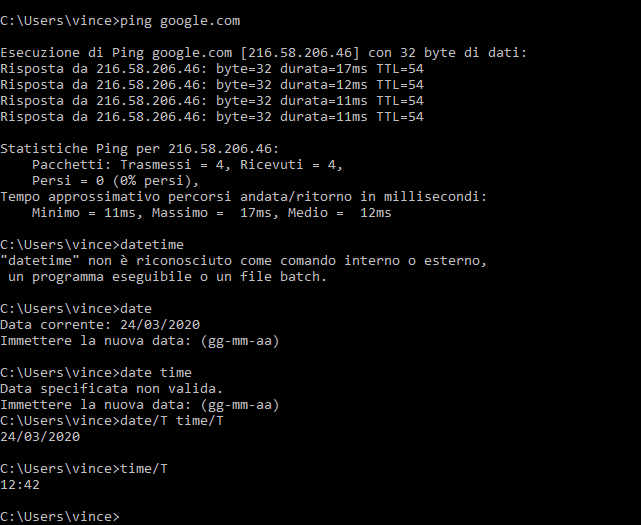 C:\Users\vince>ping google.com
Esecuzione di Ping google.com [216.58.206.46] con 32 byte di dati:
Risposta da 216.58.206.46: byte=32 durata=17ms TTL=54
Risposta da 216.58.206.46: byte=32 durata=12ms TTL=54
Risposta da 216.58.206.46: byte=32 durata=11ms TTL=54
Risposta da 216.58.206.46: byte=32 durata=11ms TTL=54
Statistiche Ping per 216.58.206.46:
    Pacchetti: Trasmessi = 4, Ricevuti = 4,
    Persi = 0 (0% persi),
Tempo approssimativo percorsi andata/ritorno in millisecondi:
    Minimo = 11ms, Massimo =  17ms, Medio =  12ms
C:\Users\vince>datetime
"datetime" non è riconosciuto come comando interno o esterno,
 un programma eseguibile o un file batch.
C:\Users\vince>date
Data corrente: 24/03/2020
Immettere la nuova data: (gg-mm-aa)
C:\Users\vince>date time
Data specificata non valida.
Immettere la nuova data: (gg-mm-aa)
C:\Users\vince>date/T time/T
24/03/2020
C:\Users\vince>time/T
12:42
C:\Users\vince>